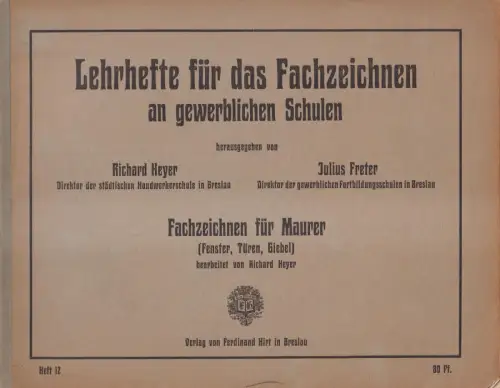 Lehrhefte für das Fachzeichnen
an gewerblichen Schulen
herausgegeben von
Richard Heyer
Direktor der städtischen Handwerkerschule in Breslau
Julius Freter
Direktor der gewerblichen Fortbildungsschulen in Breslau
Fachzeichnen für Maurer
(Fenster, Türen, Giebel)
bearbeitet von Richard Heyer
Verlag von Ferdinand Hirt in Breslau
Heft 12
80 Pf.